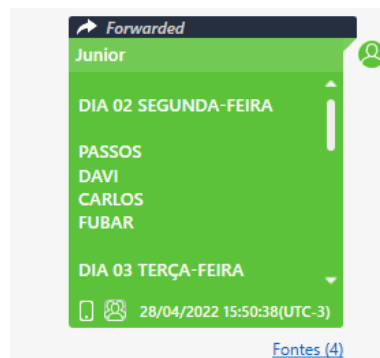 Forwarded
Junior
DIA 02 SEGUNDA-FEIRA
PASSOS
DAVI
CARLOS
FUBAR
DIA 03 TERÇA-FEIRA
28/04/2022 15:50:38(UTC-3)
Fontes (4)